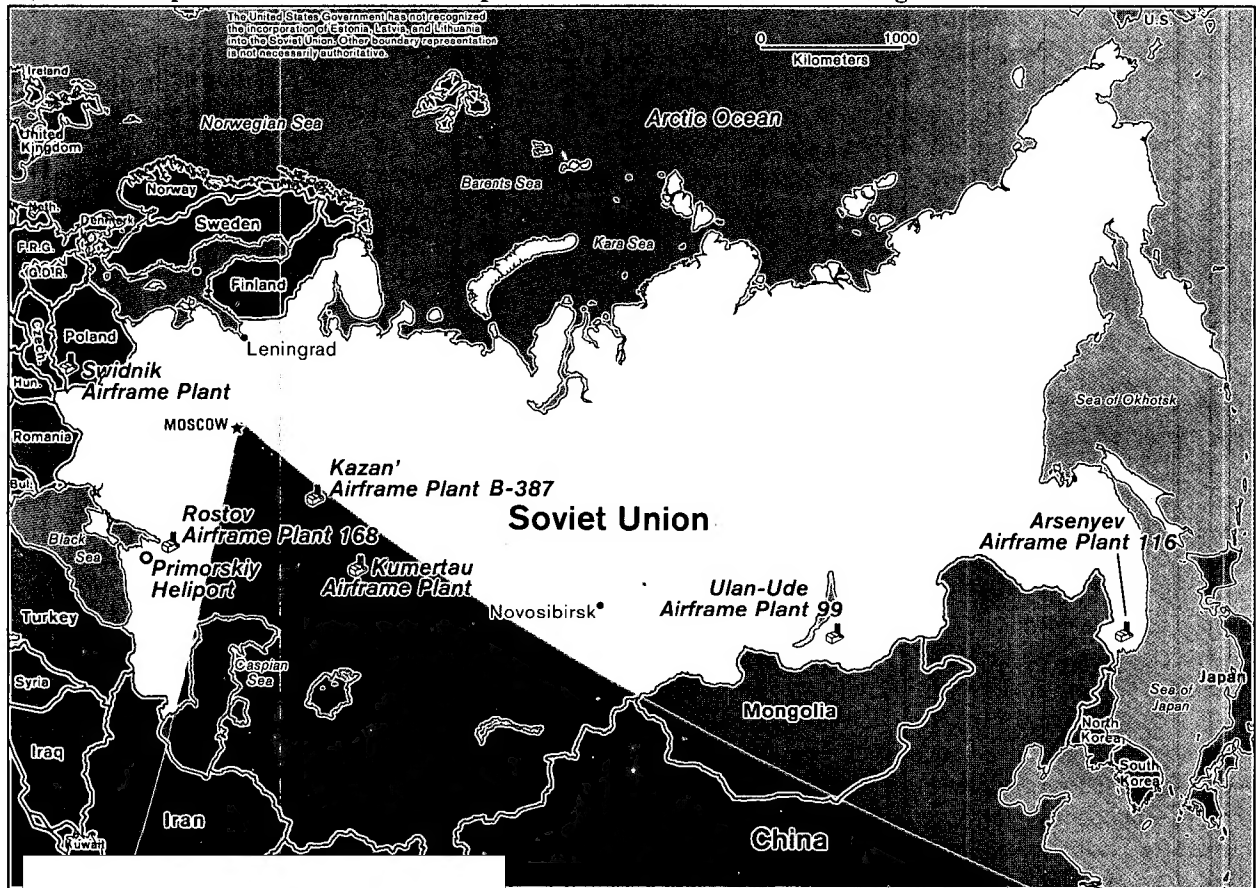 The United States Government has not recognized
the incorporation of Estonia, Latvia, and Lithuania
into the Soviet Union. Other boundary representation
is not necessarily authoritative.
0 1000
Kilometers
U.S.
Ireland
United
Kingdom
Norwegian Sea
Arctic Ocean
Barents Sea
Kara Sea
Norway
Sweden
Finland
Neth.
Denmark
F.R.G.
G.D.R.
Czech.
Poland
Hun.
Romania
Bul.
Leningrad
Swidnik
Airframe Plant
MOSCOW
Kazan'
Airframe Plant B-387
Soviet Union
Rostov
Airframe Plant 168
Black
Sea
Primorskiy
Heliport
Kumertau
Airframe Plant
Novosibirsk
Ulan-Ude
Airframe Plant 99
Arsenyev
Airframe Plant 116
Sea of Okhotsk
Turkey
Syria
Iraq
Kuwait
Iran
Caspian
Sea
Mongolia
China
North
Korea
South
Korea
Sea of
Japan
Japan